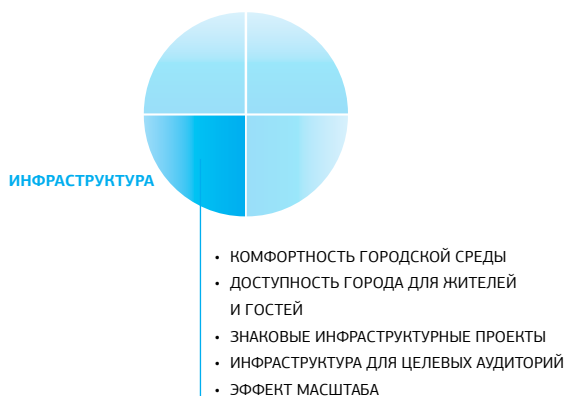 ИНФРАСТРУКТУРА
• КОМФОРТНОСТЬ ГОРОДСКОЙ СРЕДЫ
• ДОСТУПНОСТЬ ГОРОДА ДЛЯ ЖИТЕЛЕЙ
И ГОСТЕЙ
• ЗНАКОВЫЕ ИНФРАСТРУКТУРНЫЕ ПРОЕКТЫ
• ИНФРАСТРУКТУРА ДЛЯ ЦЕЛЕВЫХ АУДИТОРИЙ
• ЭФФЕКТ МАСШТАБА